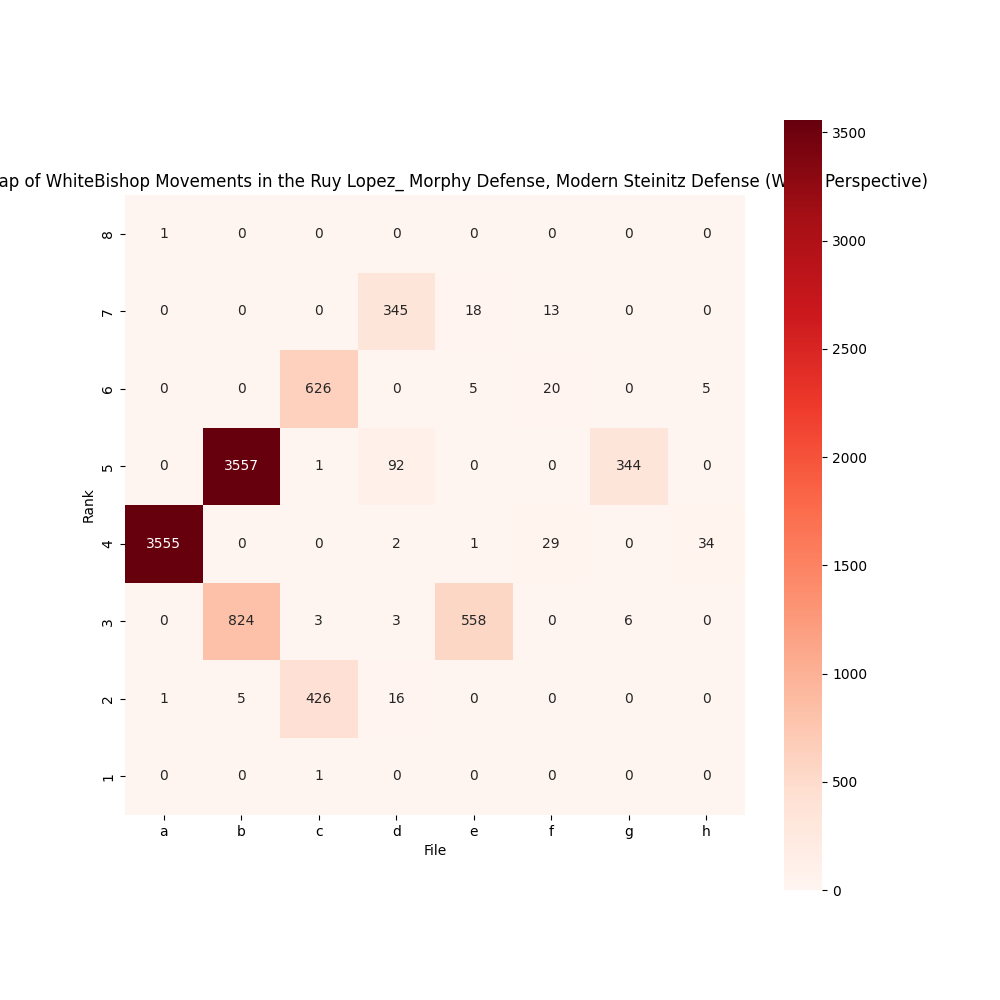 ap of WhiteBishop Movements in the Ruy Lopez_ Morphy Defense, Modern Steinitz Defense (W Perspective)
3500
3000
2500
2000
1500
1000
500
0
Rank
8 1 0 0 0 0 0 0 0
7 0 0 0 345 18 13 0 0
6 0 0 626 0 5 20 0 5
5 0 3557 1 92 0 0 344 0
4 3555 0 0 2 1 29 0 34
3 0 824 3 3 558 0 6 0
2 1 5 426 16 0 0 0 0
1 0 0 1 0 0 0 0 0
a b c d e f g h
File